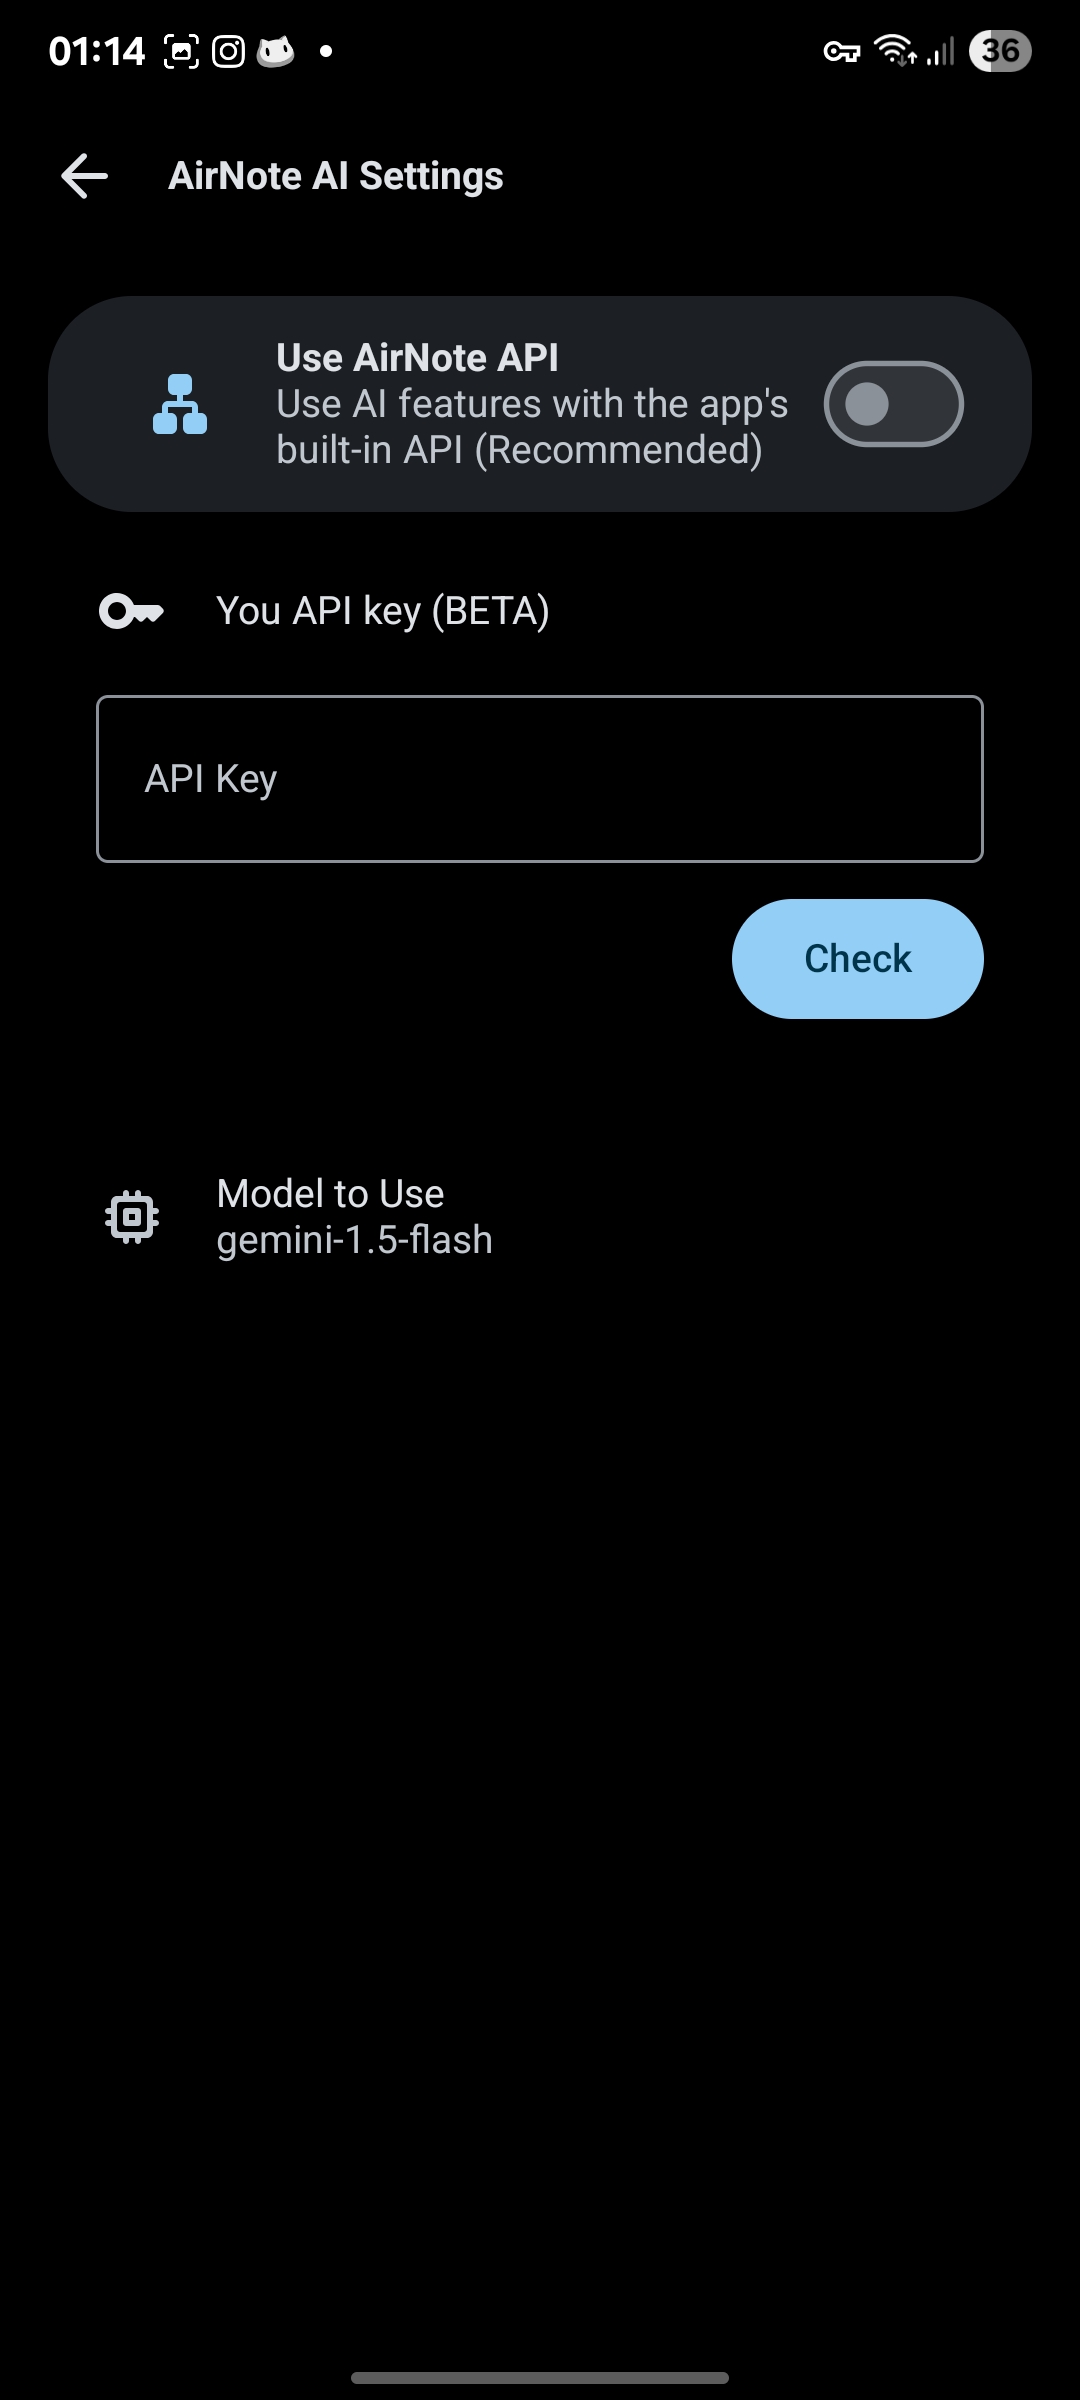 01:14
36
AirNote AI Settings
Use AirNote API
Use AI features with the app's
built-in API (Recommended)
You API key (BETA)
API Key
Check
Model to Use
gemini-1.5-flash